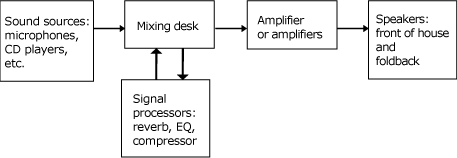 Sound sources:
microphones,
CD players,
etc.
Mixing desk
Amplifier
or amplifiers
Speakers:
front of house
and
foldback
Signal
processors:
reverb, EQ,
compressor